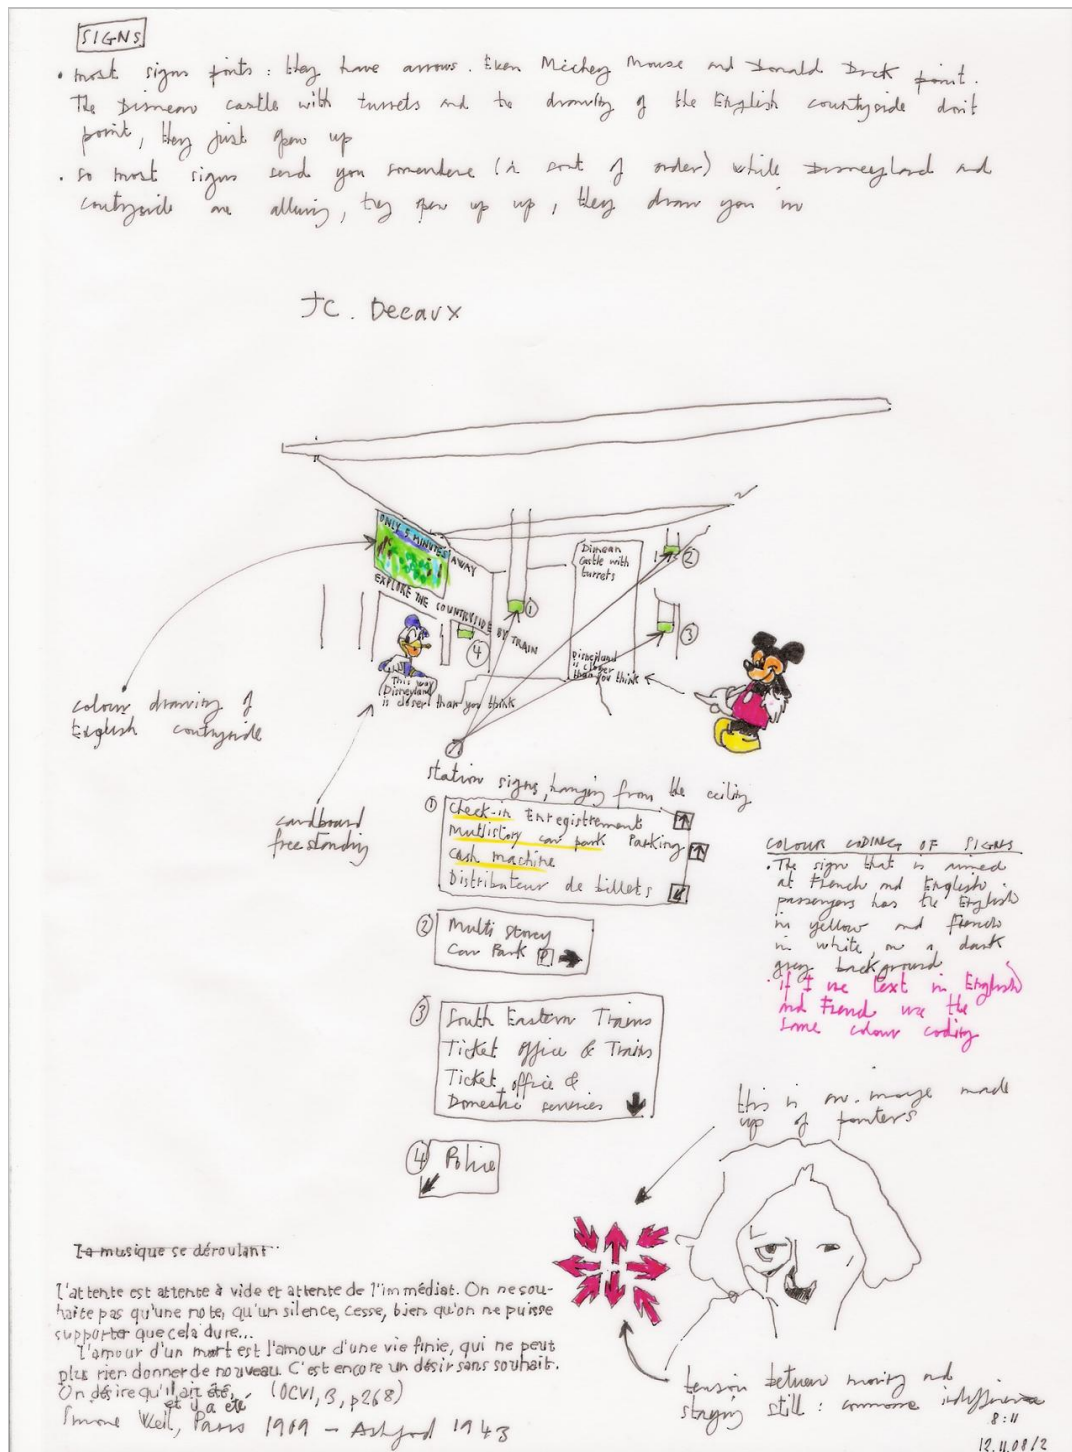 SIGNS
• most signs points : they have arrows. Even Mickey Mouse and Donald Duck point.
The Disnean castle with turrets and the drawing of the English countryside don't
point, they just open up
• so most signs send you somewhere (a sort of order) while Disneyland and
countryside are alluring, they open up up, they draw you in
JC. Decaux
ONLY 5 MINUTES AWAY
EXPLORE THE COUNTRYSIDE BY TRAIN
Disnean
Castle with
turrets
①
②
③
④
Disneyland
is closer
than you think
This way
Disneyland
is closer than you think
colour drawing of
English countryside
cardboard
free standing
station signs, hanging from the ceiling
① Check-in Enregistrement
Multistory car park Parking
Cash machine
Distributeur de billets
② Multi Storey
Car Park P
③ South Eastern Trains
Ticket office & Trains
Ticket office &
Domestic services
④ Police
COLOUR CODING OF SIGNS
• The sign that is aimed
at French and English
passengers has the English
in yellow and French
in white, on a dark
grey background
• if I use text in English
and French use the
same colour coding
this is an image made
up of pointers
tension between moving and
staying still : commone
8:11
12.11.08/2
La musique se déroulant
L'attente est attente à vide et attente de l'immédiat. On ne sou-
haite pas qu'une note, qu'un silence, cesse, bien qu'on ne puisse
supporter que cela dure...
L'amour d'un mort est l'amour d'une vie finie, qui ne peut
plus rien donner de nouveau. C'est encore un désir sans souhait.
On désire qu'il ait été, et il a été (OCVI, 3, p268)
Simone Weil, Paris 1909 – Ashford 1943